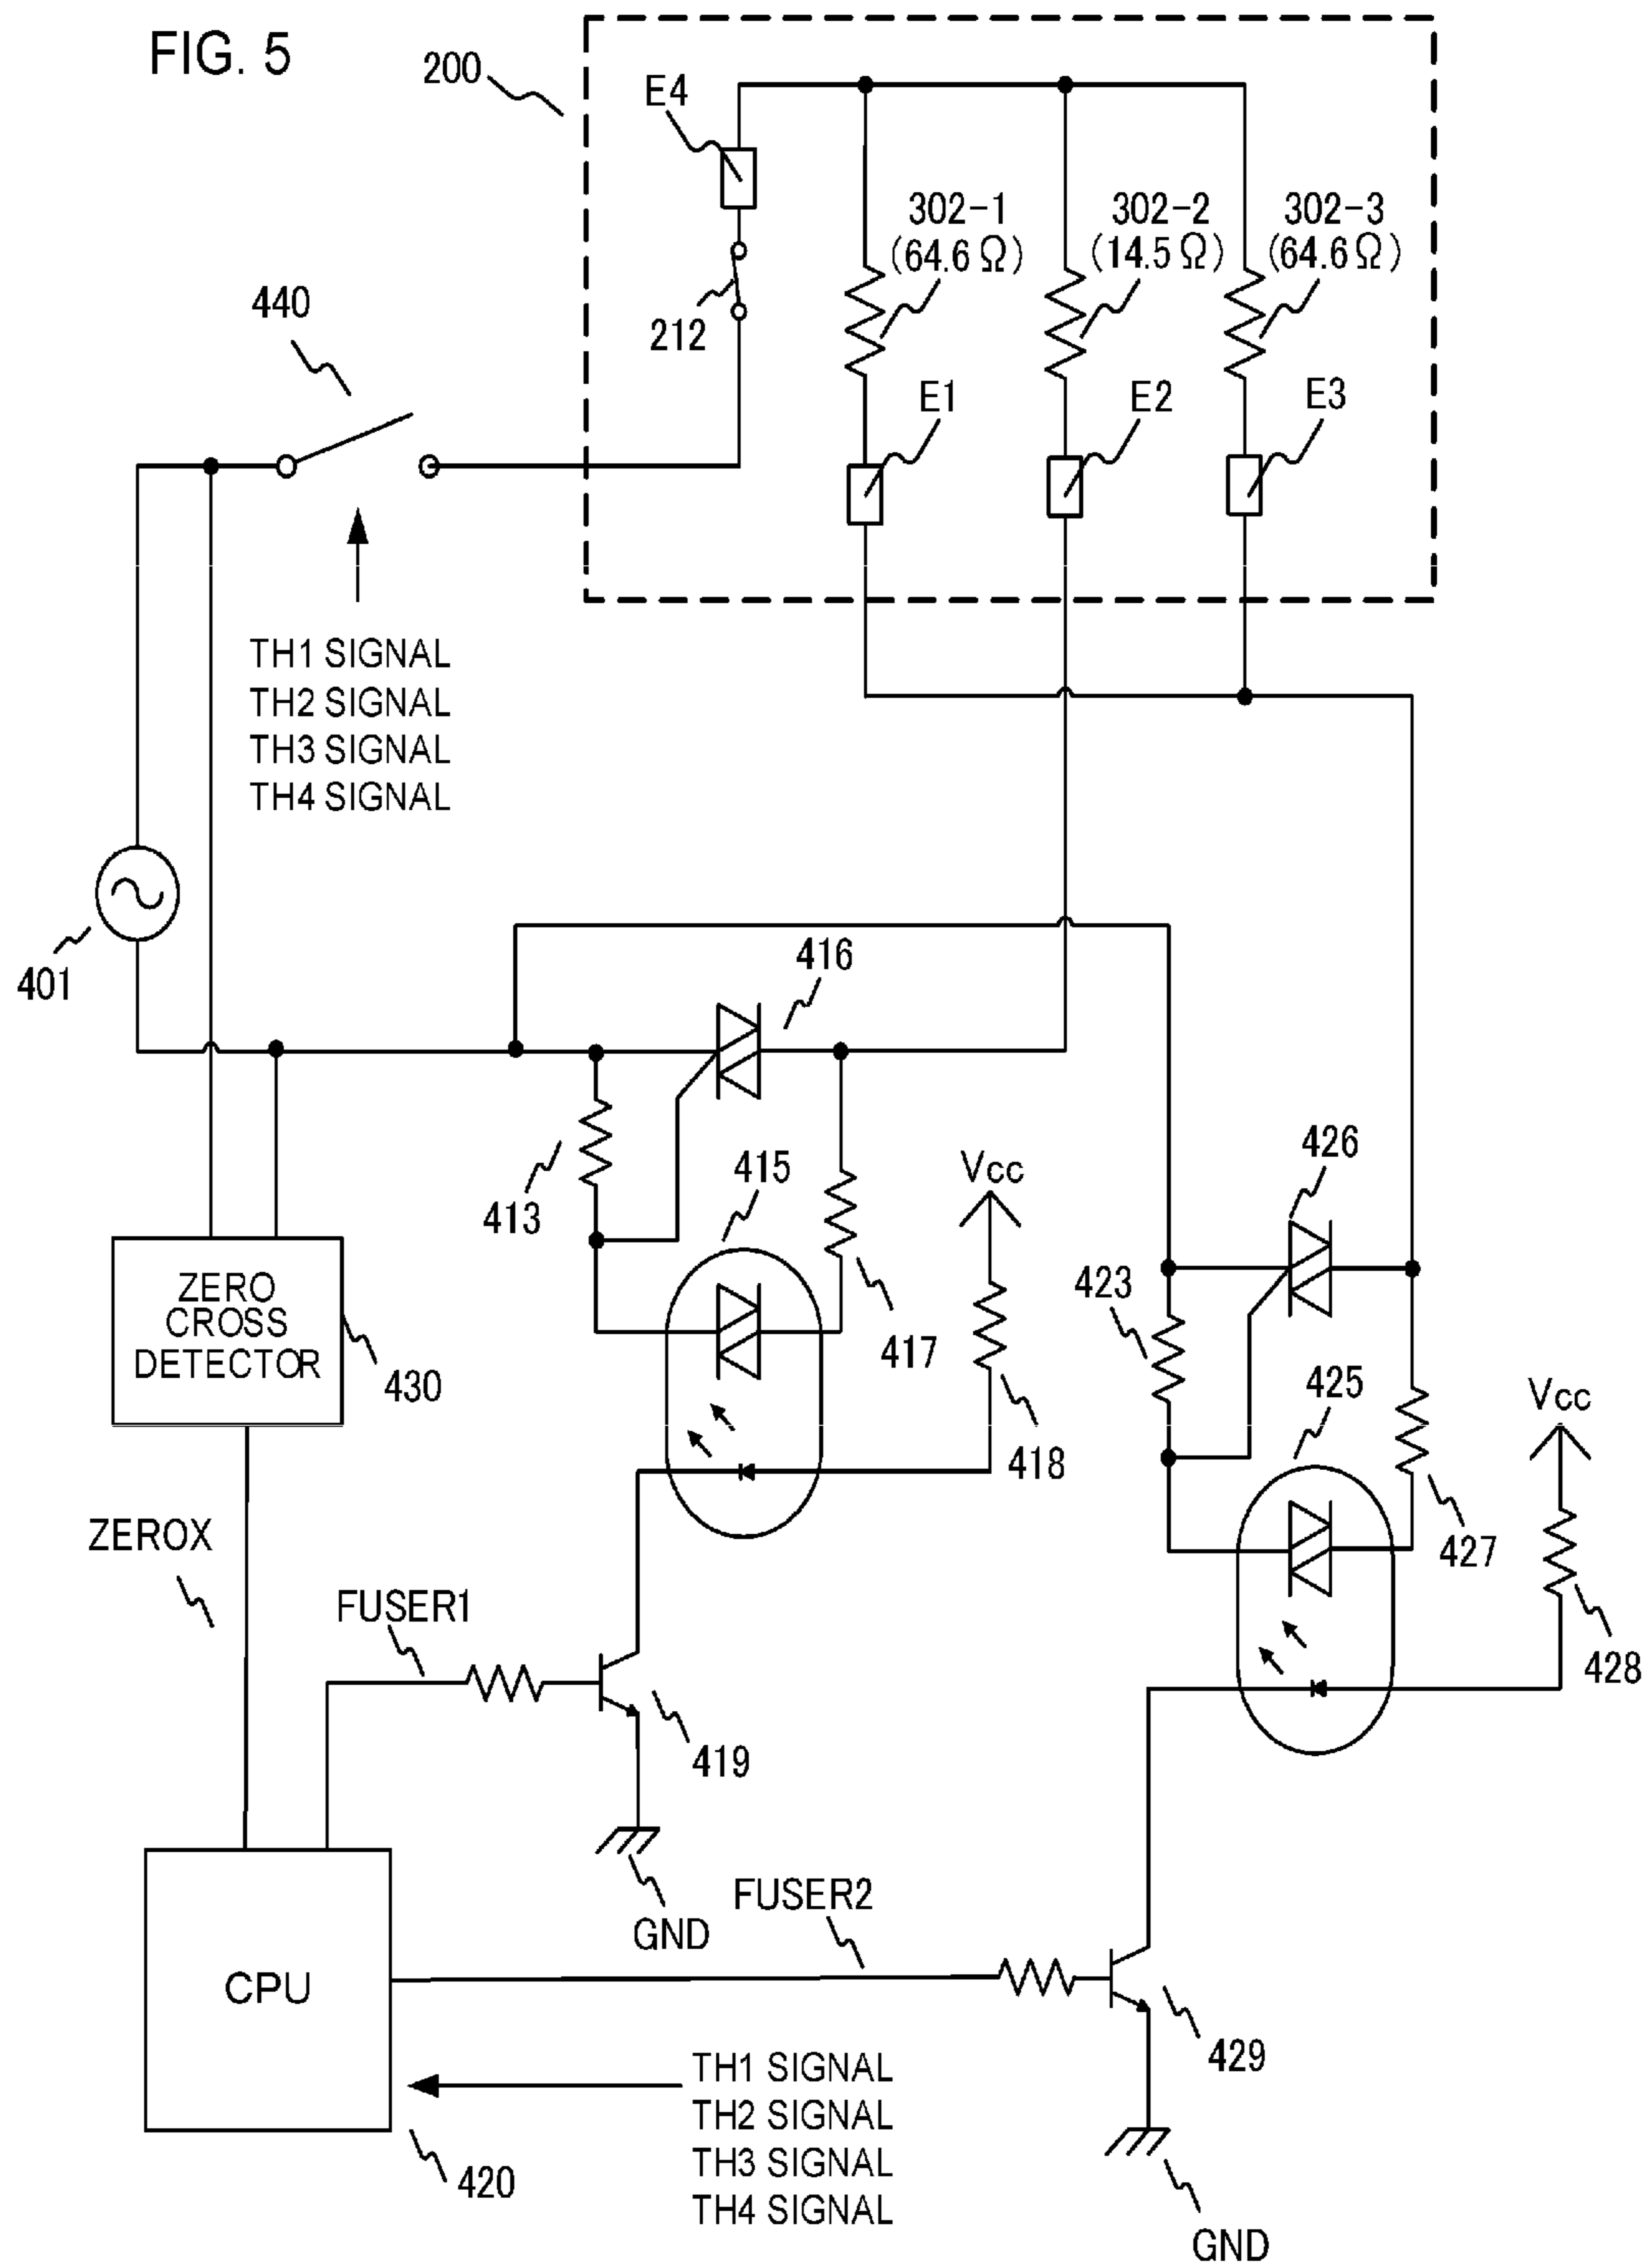 FIG. 5
200
E4
302-1
(64.6 Ω)
302-2
(14.5 Ω)
302-3
(64.6 Ω)
440
212
E1
E2
E3
TH1 SIGNAL
TH2 SIGNAL
TH3 SIGNAL
TH4 SIGNAL
401
416
413
415
Vcc
426
ZERO
CROSS
DETECTOR
430
417
418
423
425
Vcc
427
428
ZEROX
FUSER1
419
GND
FUSER2
CPU
429
420
TH1 SIGNAL
TH2 SIGNAL
TH3 SIGNAL
TH4 SIGNAL
GND